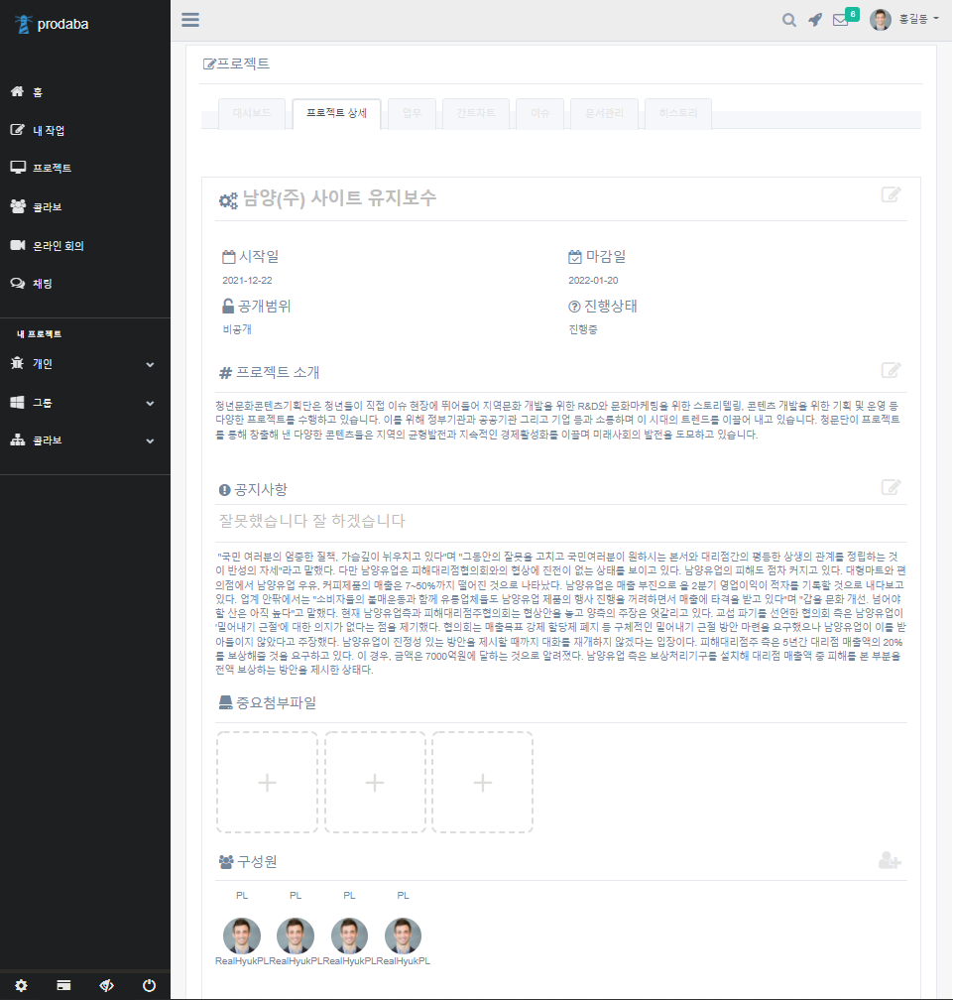 prodaba
6
홍길동
홈
내 작업
프로젝트
콜라보
온라인 회의
채팅
내 프로젝트
개인
그룹
콜라보
프로젝트
대시보드
프로젝트 상세
업무
간트차트
이슈
문서관리
히스토리
남양(주) 사이트 유지보수
시작일
마감일
2021-12-22
2022-01-20
공개범위
진행상태
비공개
진행중
# 프로젝트 소개
청년문화콘텐츠기획단은 청년들이 직접 이슈 현장에 뛰어들어 지역문화 개발을 위한 R&D와 문화마케팅을 위한 스토리텔링, 콘텐츠 개발을 위한 기획 및 운영 등
다양한 프로젝트를 수행하고 있습니다. 이를 위해 정부기관과 공공기관 그리고 기업 등과 소통하며 이 시대의 트렌드를 이끌어 내고 있습니다. 청문단이 프로젝트
를 통해 창출해 낸 다양한 콘텐츠들은 지역의 균형발전과 지속적인 경제활성화를 이끌며 미래사회의 발전을 도모하고 있습니다.
공지사항
잘못했습니다 잘 하겠습니다
"국민 여러분의 엄중한 질책, 가슴깊이 뉘우치고 있다"며 "그동안의 잘못을 고치고 국민여러분이 원하시는 본서와 대리점간의 평등한 상생의 관계를 정립하는 것
이 반성의 자세"라고 말했다. 다만 남양유업은 피해대리점협의회와의 협상에 진전이 없는 상태를 보이고 있다. 남양유업의 피해도 점차 커지고 있다. 대형마트와 편
의점에서 남양유업 우유, 커피제품의 매출은 7~50%까지 떨어진 것으로 나타났다. 남양유업은 매출 부진으로 올 2분기 영업이익이 적자를 기록할 것으로 내다보고
있다. 업계 안팎에서는 "소비자들의 불매운동과 함께 유통업체들도 남양유업 제품의 행사 진행을 꺼려하면서 매출에 타격을 받고 있다"며 "갑을 문화 개선. 넘어야
할 산은 아직 높다"고 말했다. 현재 남양유업측과 피해대리점주협의회는 협상안을 놓고 양측의 주장은 엇갈리고 있다. 교섭 파기를 선언한 협의회 측은 남양유업이
'밀어내기 근절'에 대한 의지가 없다는 점을 제기했다. 협의회는 매출목표 강제 할당제 폐지 등 구체적인 밀어내기 근절 방안 마련을 요구했으나 남양유업이 이를 받
아들이지 않았다고 주장했다. 남양유업이 진정성 있는 방안을 제시할 때까지 대화를 재개하지 않겠다는 입장이다. 피해대리점주 측은 5년간 대리점 매출액의 20%
를 보상해줄 것을 요구하고 있다. 이 경우, 금액은 7000억원에 달하는 것으로 알려졌다. 남양유업 측은 보상처리기구를 설치해 대리점 매출액 중 피해를 본 부분을
전액 보상하는 방안을 제시한 상태다.
중요첨부파일
구성원
PL PL PL PL
RealHyukPL RealHyukPL RealHyukPL RealHyukPL